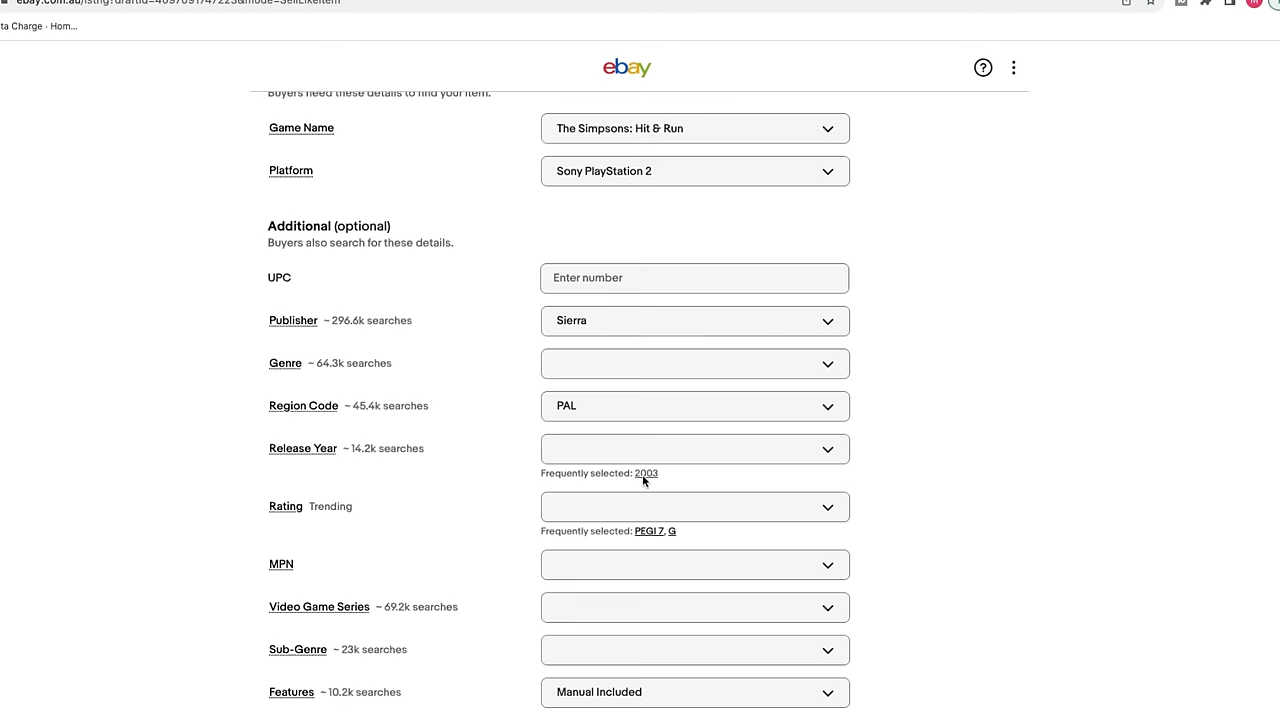 ta Charge · Hom...
ebay
Buyers need these details to find your item.
Game Name
The Simpsons: Hit & Run
Platform
Sony PlayStation 2
Additional (optional)
Buyers also search for these details.
UPC
Enter number
Publisher ~ 296.6k searches
Sierra
Genre ~ 64.3k searches
Region Code ~ 45.4k searches
PAL
Release Year ~ 14.2k searches
Frequently selected: 2003
Rating Trending
Frequently selected: PEGI 7, G
MPN
Video Game Series ~ 69.2k searches
Sub-Genre ~ 23k searches
Features ~ 10.2k searches
Manual Included